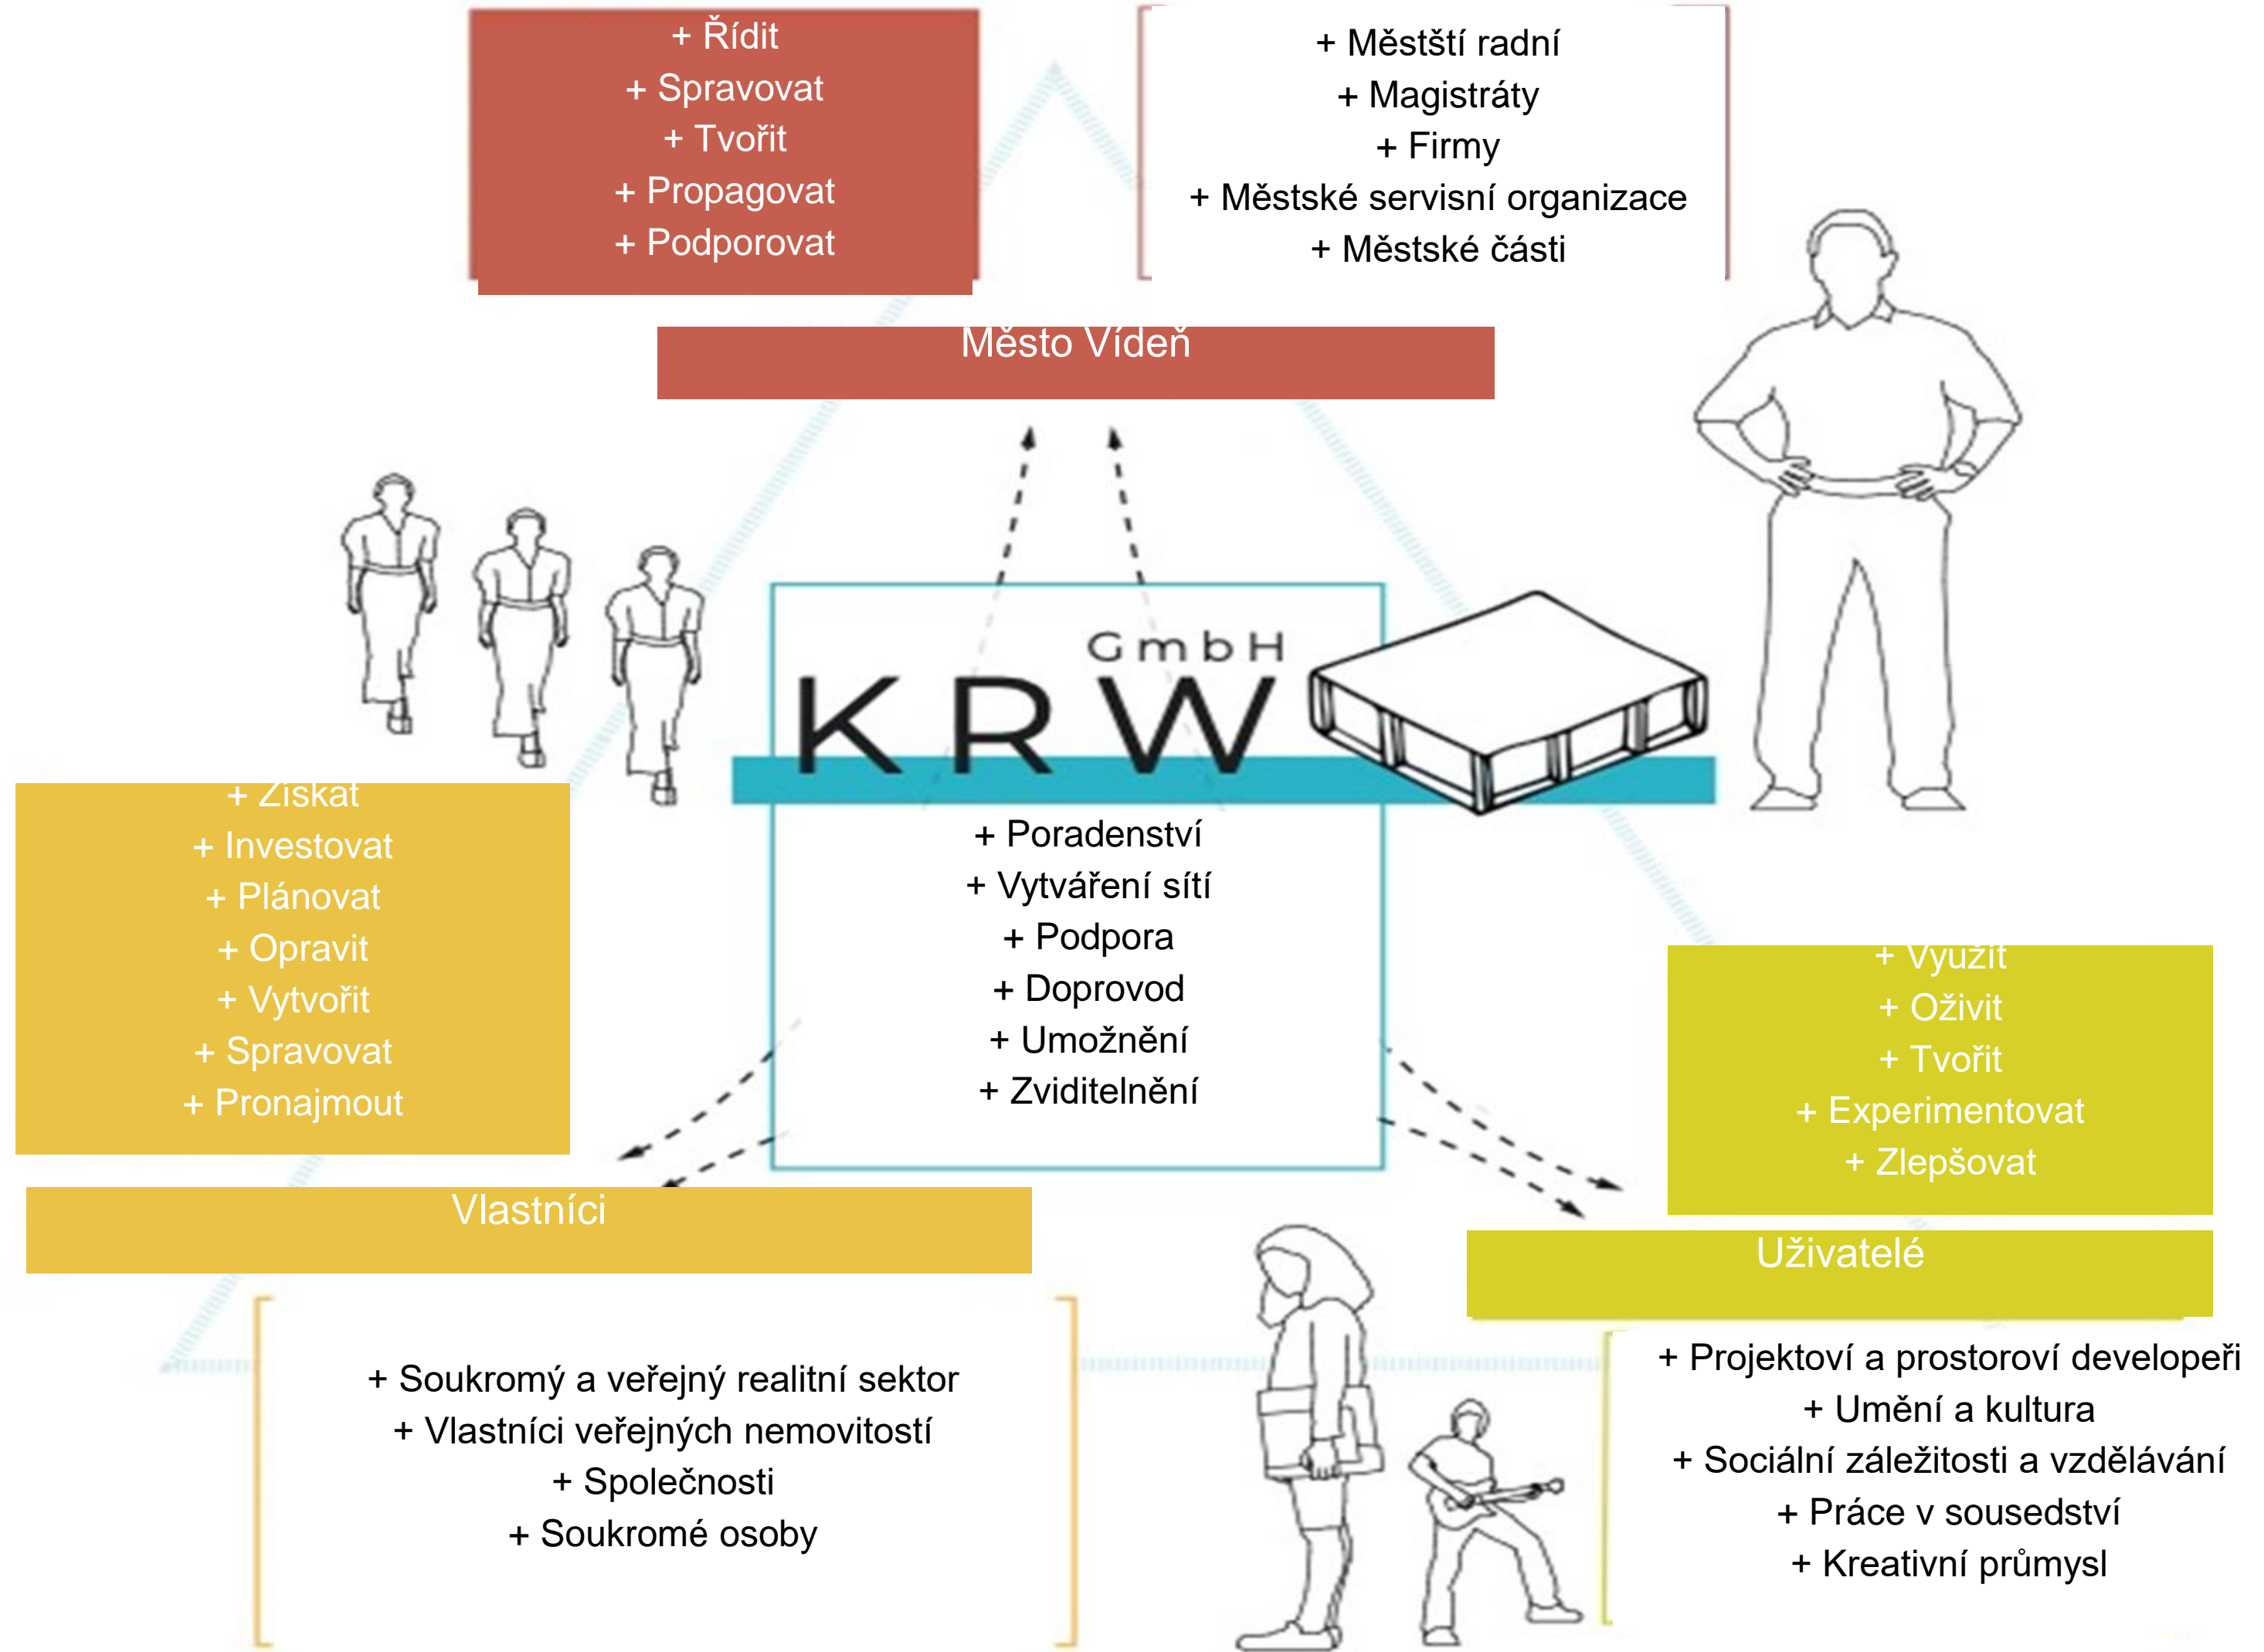 + Řídit
+ Spravovat
+ Tvořit
+ Propagovat
+ Podporovat
+ Městští radní
+ Magistráty
+ Firmy
+ Městské servisní organizace
+ Městské části
Město Vídeň
GmbH
KRW
+ Poradenství
+ Vytváření sítí
+ Podpora
+ Doprovod
+ Umožnění
+ Zviditelnění
+ Získat
+ Investovat
+ Plánovat
+ Opravit
+ Vytvořit
+ Spravovat
+ Pronajmout
Vlastníci
+ Soukromý a veřejný realitní sektor
+ Vlastníci veřejných nemovitostí
+ Společnosti
+ Soukromé osoby
+ Využít
+ Oživit
+ Tvořit
+ Experimentovat
+ Zlepšovat
Uživatelé
+ Projektoví a prostoroví developeři
+ Umění a kultura
+ Sociální záležitosti a vzdělávání
+ Práce v sousedství
+ Kreativní průmysl